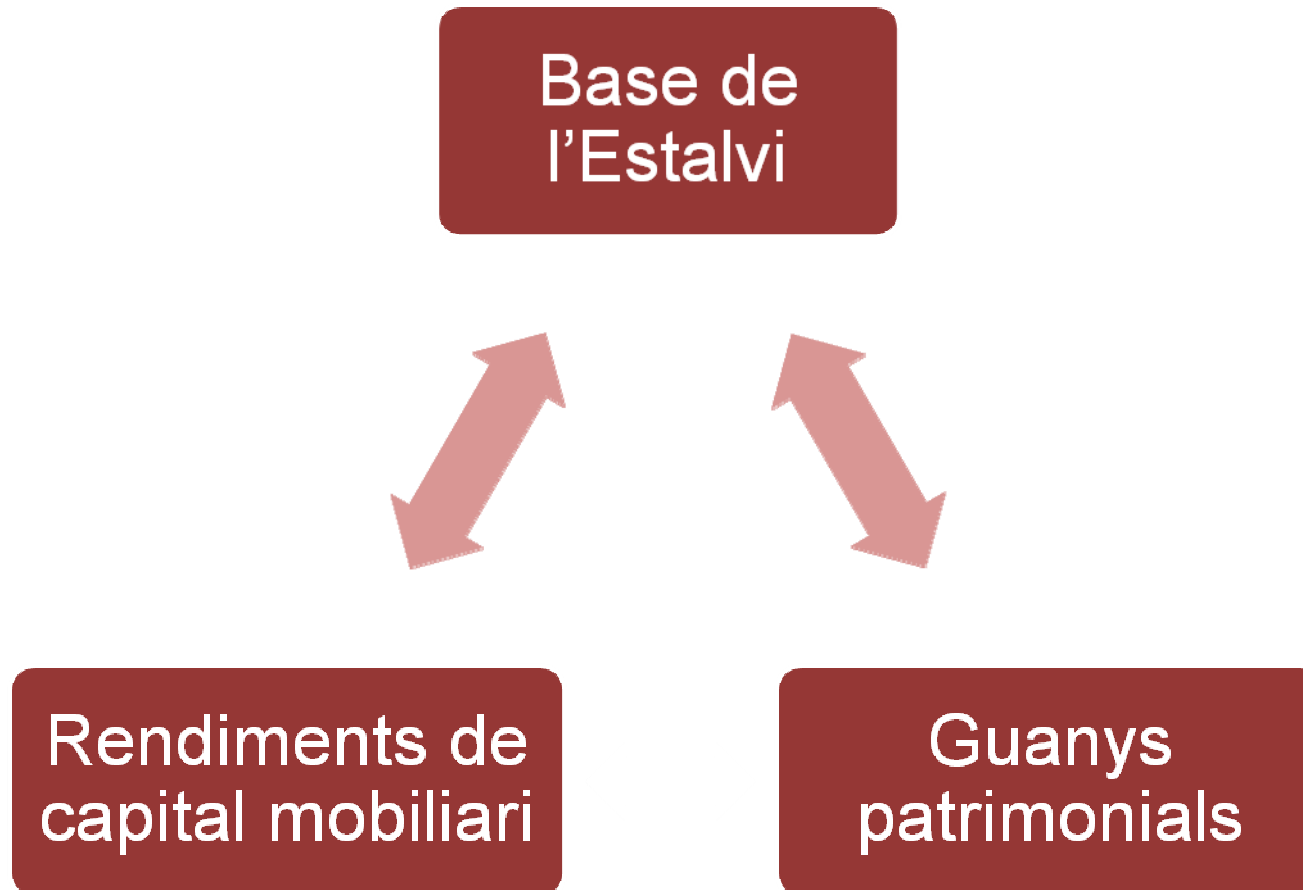 Base de
l’Estalvi
Rendiments de
capital mobiliari
Guanys
patrimonials